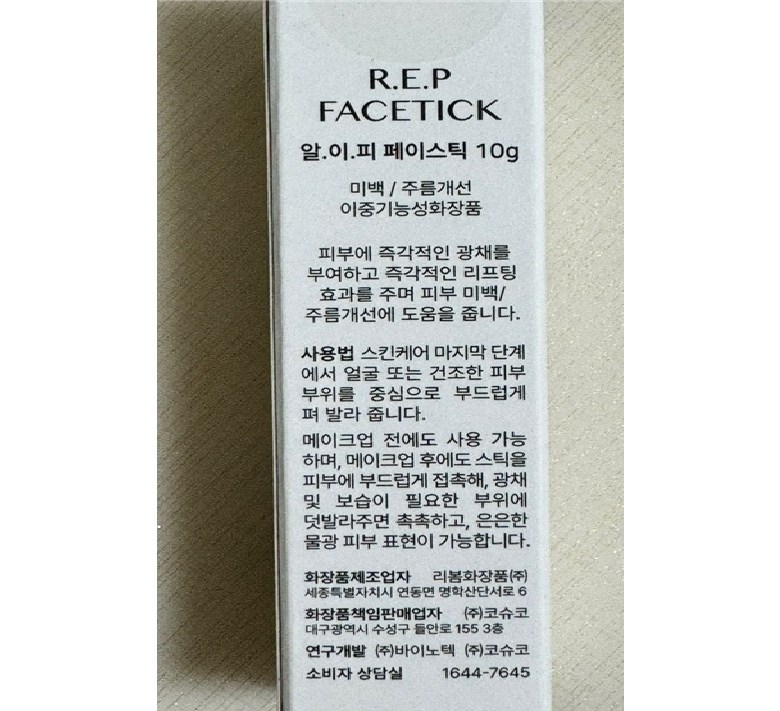 R.E.P
FACETICK
알.이.피 페이스틱 10g
미백 / 주름개선
이중기능성화장품
피부에 즉각적인 광채를
부여하고 즉각적인 리프팅
효과를 주며 피부 미백/
주름개선에 도움을 줍니다.
사용법 스킨케어 마지막 단계
에서 얼굴 또는 건조한 피부
부위를 중심으로 부드럽게
펴 발라 줍니다.
메이크업 전에도 사용 가능
하며, 메이크업 후에도 스틱을
피부에 부드럽게 접촉해, 광채
및 보습이 필요한 부위에
덧발라주면 촉촉하고, 은은한
물광 피부 표현이 가능합니다.
화장품제조업자 리봄화장품(주)
세종특별자치시 연동면 명학산단서로 6
화장품책임판매업자 (주)코슈코
대구광역시 수성구 들안로 155 3층
연구개발 (주)바이노텍 (주)코슈코
소비자 상담실 1644-7645